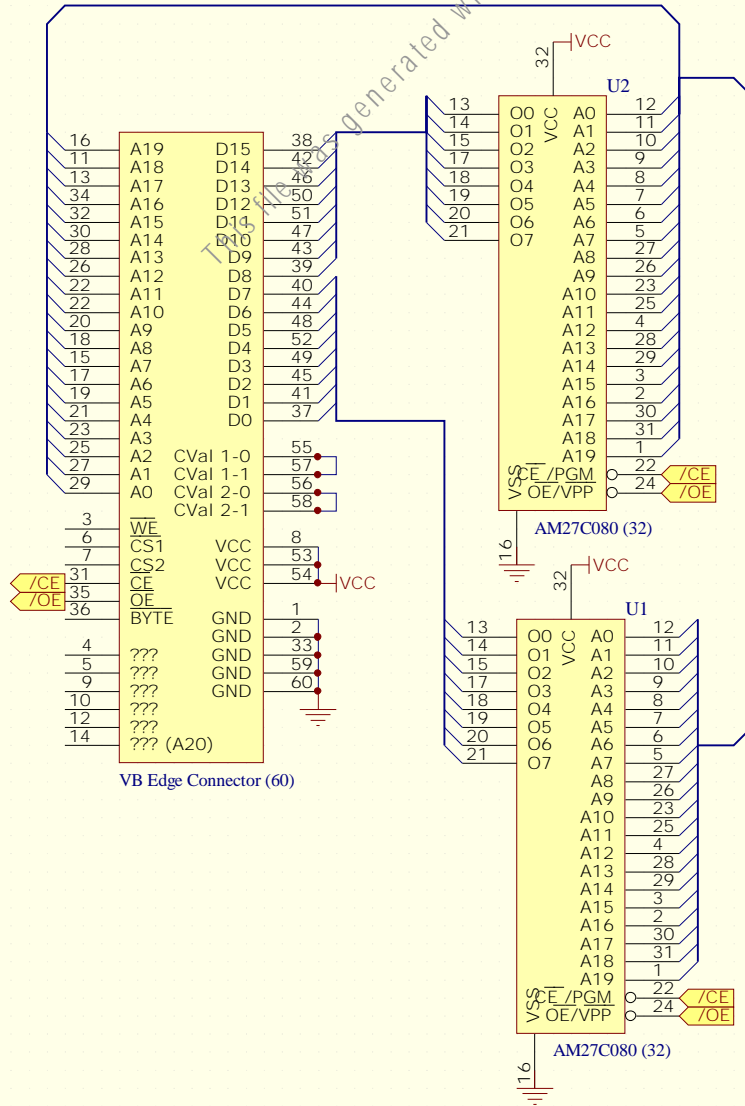 This file was generated wi
16 A19 D15 38
11 A18 D14 42
13 A17 D13 46
34 A16 D12 50
32 A15 D11 51
30 A14 D10 47
28 A13 D9 43
26 A12 D8 39
22 A11 D7 40
22 A10 D6 44
20 A9 D5 48
18 A8 D4 52
15 A7 D3 49
17 A6 D2 45
19 A5 D1 41
21 A4 D0 37
23 A3
25 A2 CVal 1-0 55
27 A1 CVal 1-1 57
29 A0 CVal 2-0 56
CVal 2-1 58
3 WE
6 CS1 VCC 8
7 CS2 VCC 53
/CE 31 CE VCC 54 VCC
/OE 35 OE
36 BYTE GND 1
GND 2
4 ??? GND 33
5 ??? GND 59
9 ??? GND 60
10 ???
12 ???
14 ??? (A20)
VB Edge Connector (60)
32 VCC
U2
VCC
13 O0 A0 12
14 O1 A1 11
15 O2 A2 10
17 O3 A3 9
18 O4 A4 8
19 O5 A5 7
20 O6 A6 6
21 O7 A7 5
A8 27
A9 26
A10 23
A11 25
A12 4
A13 28
A14 29
A15 3
A16 2
A17 30
A18 31
A19 1
CE/PGM 22 /CE
OE/VPP 24 /OE
VSS
16
AM27C080 (32)
32 VCC
U1
VCC
13 O0 A0 12
14 O1 A1 11
15 O2 A2 10
17 O3 A3 9
18 O4 A4 8
19 O5 A5 7
20 O6 A6 6
21 O7 A7 5
A8 27
A9 26
A10 23
A11 25
A12 4
A13 28
A14 29
A15 3
A16 2
A17 30
A18 31
A19 1
CE/PGM 22 /CE
OE/VPP 24 /OE
VSS
16
AM27C080 (32)